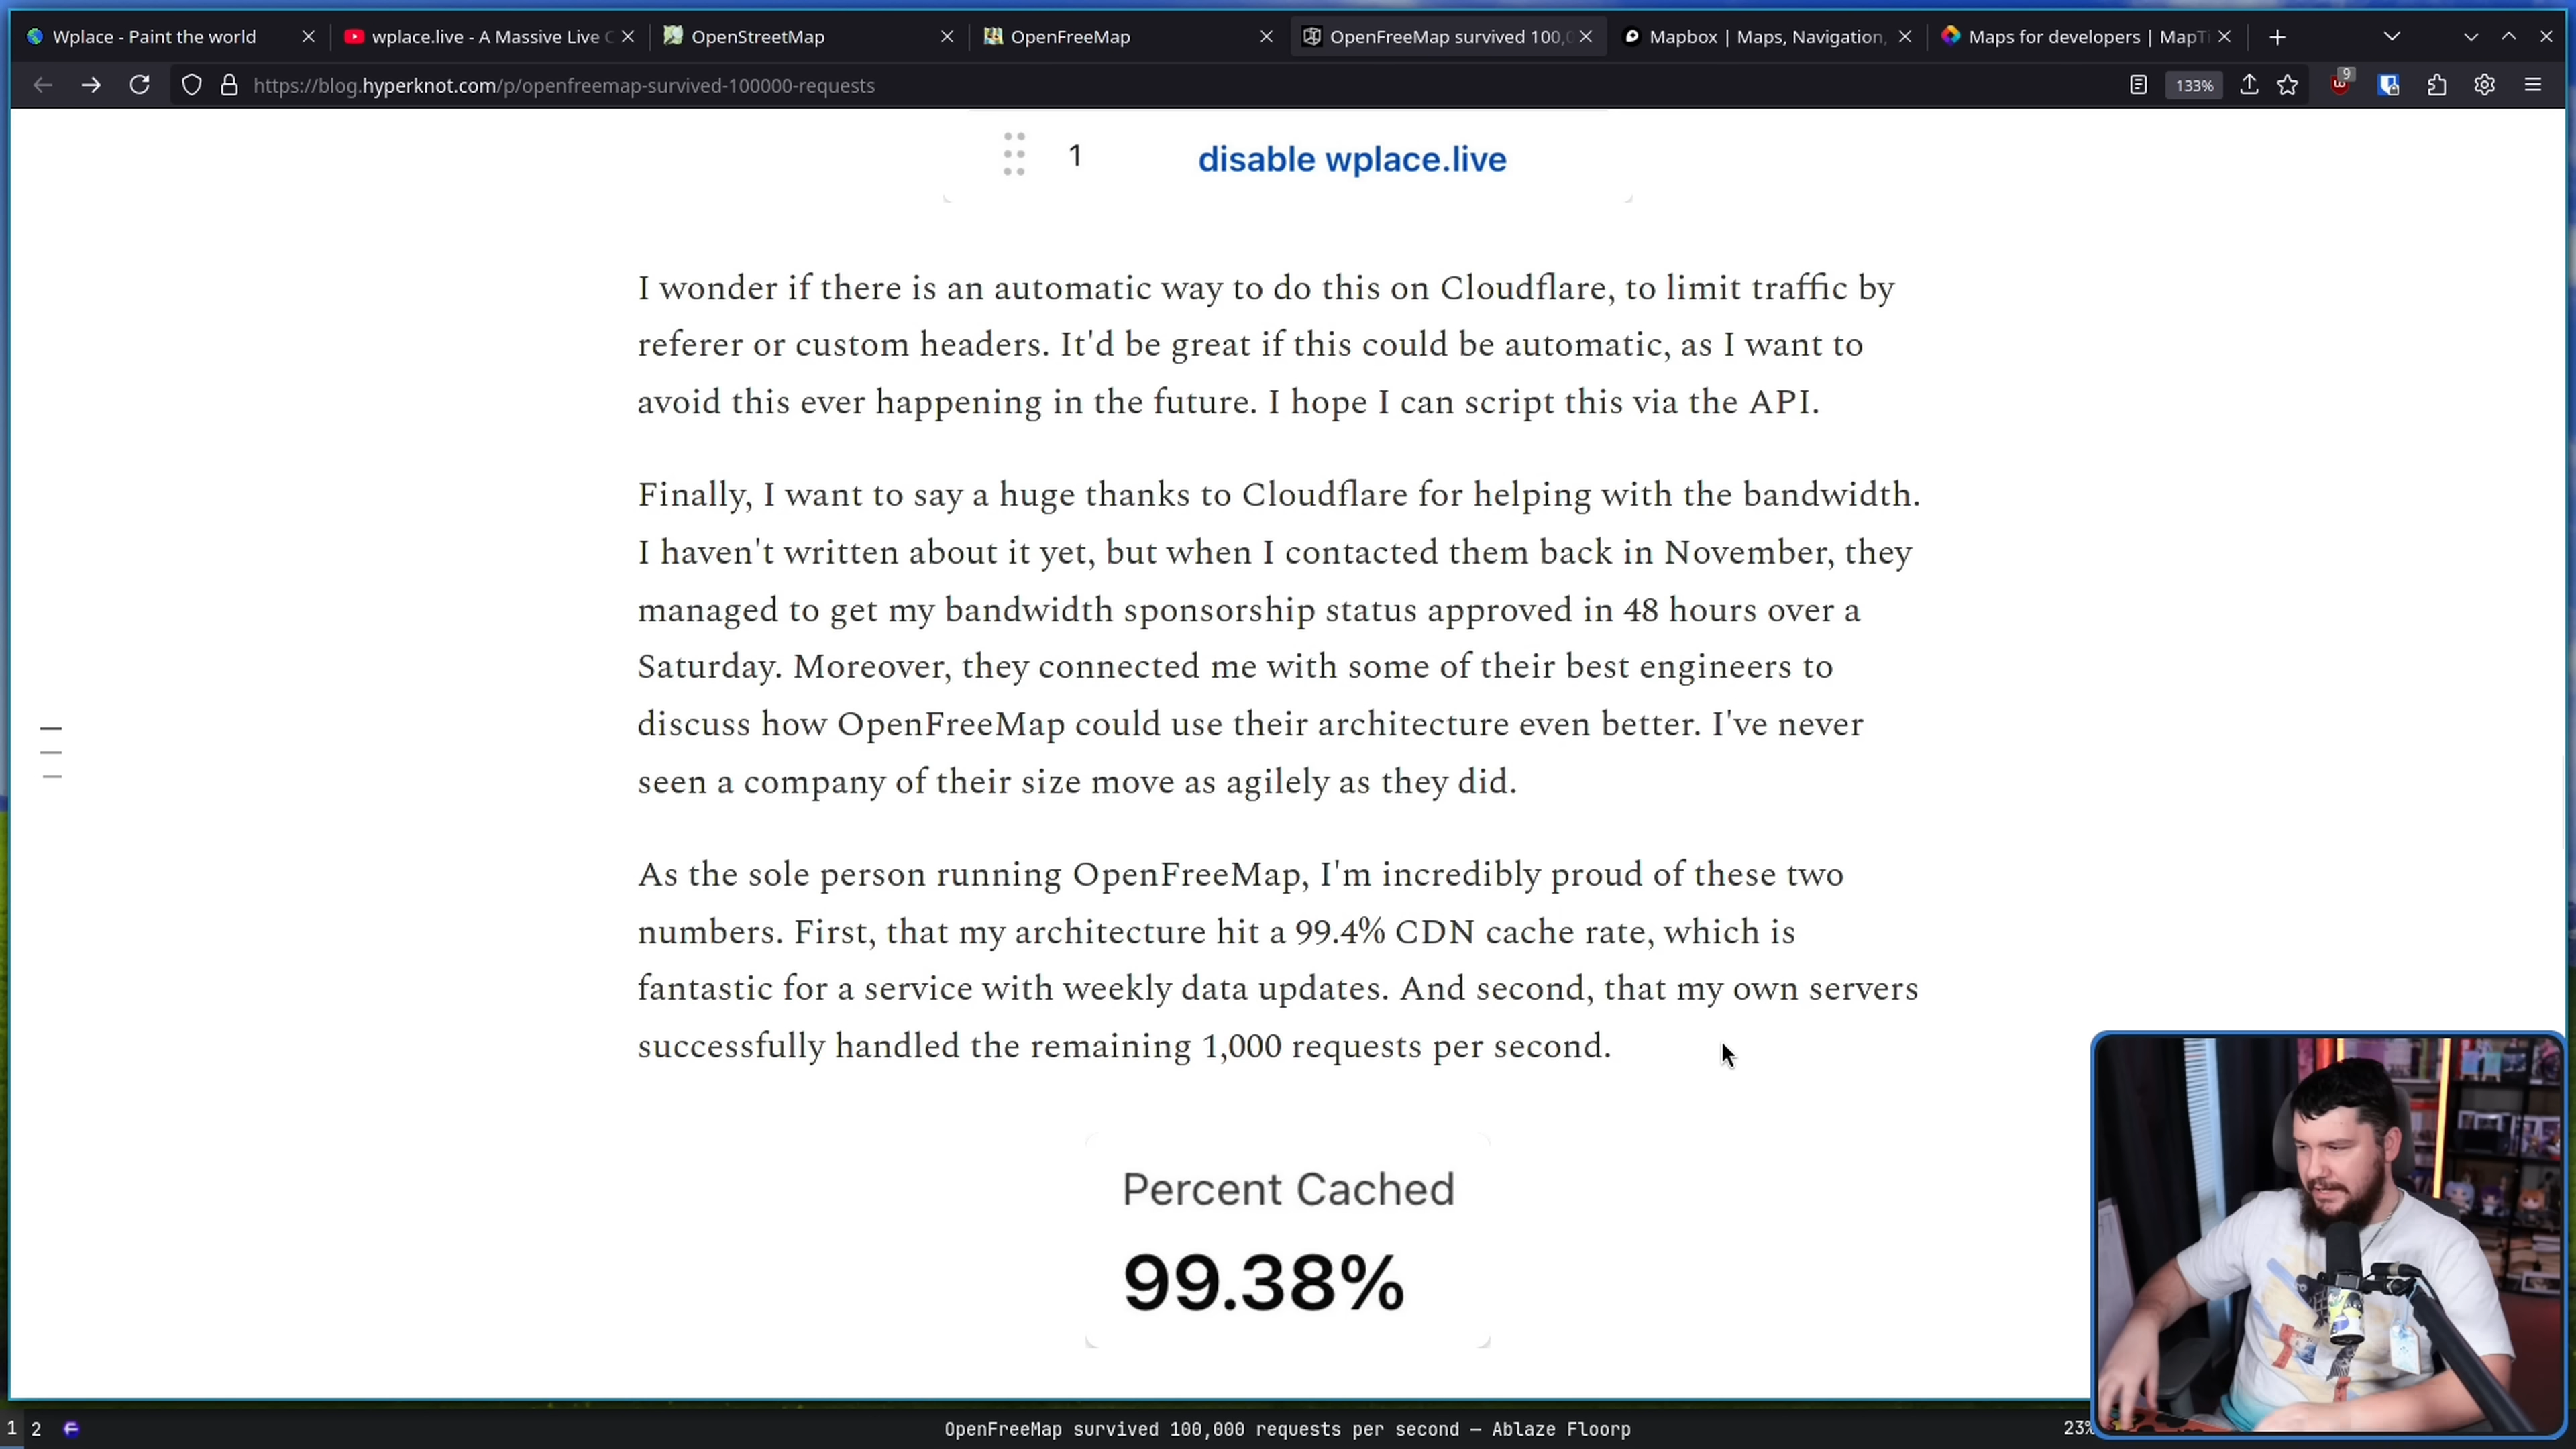 Wplace - Paint the world
wplace.live - A Massive Live C
OpenStreetMap
OpenFreeMap
OpenFreeMap survived 100,0
Mapbox | Maps, Navigation,
Maps for developers | MapTi
https://blog.hyperknot.com/p/openfreemap-survived-100000-requests
133%
9
1 disable wplace.live
I wonder if there is an automatic way to do this on Cloudflare, to limit traffic by
referer or custom headers. It'd be great if this could be automatic, as I want to
avoid this ever happening in the future. I hope I can script this via the API.
Finally, I want to say a huge thanks to Cloudflare for helping with the bandwidth.
I haven't written about it yet, but when I contacted them back in November, they
managed to get my bandwidth sponsorship status approved in 48 hours over a
Saturday. Moreover, they connected me with some of their best engineers to
discuss how OpenFreeMap could use their architecture even better. I've never
seen a company of their size move as agilely as they did.
As the sole person running OpenFreeMap, I'm incredibly proud of these two
numbers. First, that my architecture hit a 99.4% CDN cache rate, which is
fantastic for a service with weekly data updates. And second, that my own servers
successfully handled the remaining 1,000 requests per second.
Percent Cached
99.38%
1 2
OpenFreeMap survived 100,000 requests per second — Ablaze Floorp
23%